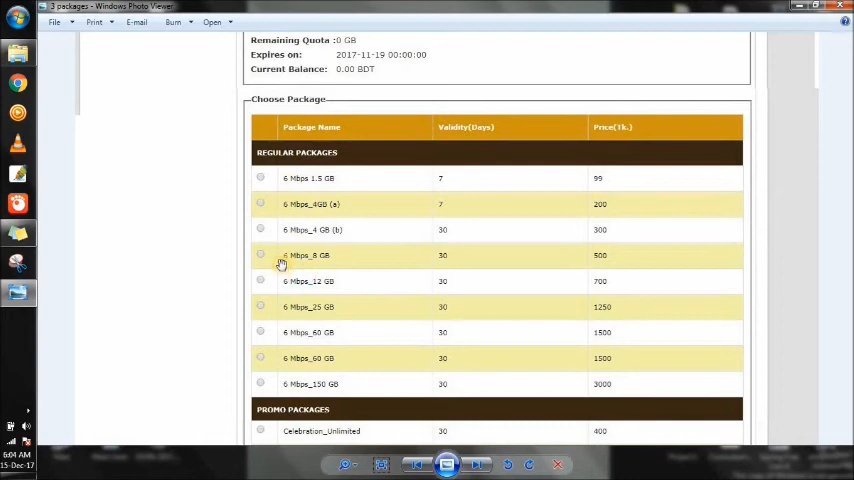 3 packages - Windows Photo Viewer
File Print E-mail Burn Open
Remaining Quota :0 GB
Expires on: 2017-11-19 00:00:00
Current Balance: 0.00 BDT
Choose Package
Package Name Validity(Days) Price(Tk.)
REGULAR PACKAGES
6 Mbps 1.5 GB 7 99
6 Mbps_4GB (a) 7 200
6 Mbps_4 GB (b) 30 300
6 Mbps_8 GB 30 500
6 Mbps_12 GB 30 700
6 Mbps_25 GB 30 1250
6 Mbps_60 GB 30 1500
6 Mbps_60 GB 30 1500
6 Mbps_150 GB 30 3000
PROMO PACKAGES
Celebration_Unlimited 30 400
6:04 AM
15-Dec-17